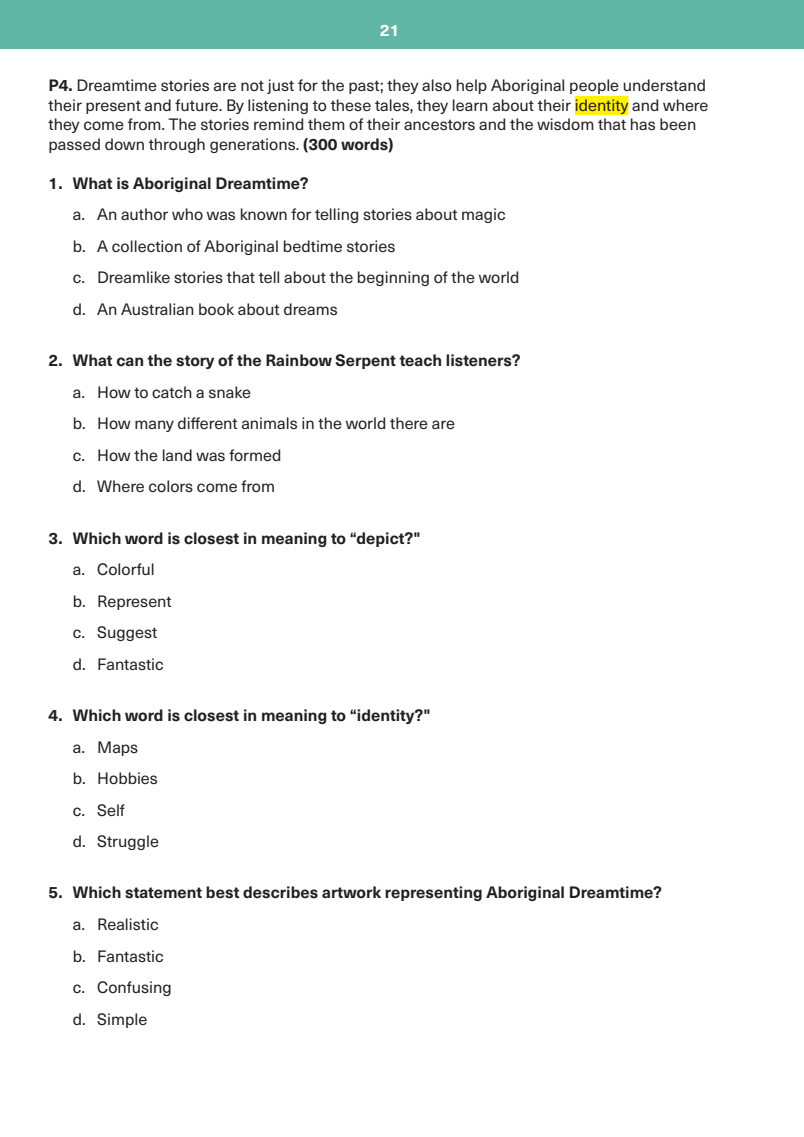 21
P4. Dreamtime stories are not just for the past; they also help Aboriginal people understand
their present and future. By listening to these tales, they learn about their identity and where
they come from. The stories remind them of their ancestors and the wisdom that has been
passed down through generations. (300 words)
1. What is Aboriginal Dreamtime?
a. An author who was known for telling stories about magic
b. A collection of Aboriginal bedtime stories
c. Dreamlike stories that tell about the beginning of the world
d. An Australian book about dreams
2. What can the story of the Rainbow Serpent teach listeners?
a. How to catch a snake
b. How many different animals in the world there are
c. How the land was formed
d. Where colors come from
3. Which word is closest in meaning to “depict?"
a. Colorful
b. Represent
c. Suggest
d. Fantastic
4. Which word is closest in meaning to “identity?"
a. Maps
b. Hobbies
c. Self
d. Struggle
5. Which statement best describes artwork representing Aboriginal Dreamtime?
a. Realistic
b. Fantastic
c. Confusing
d. Simple